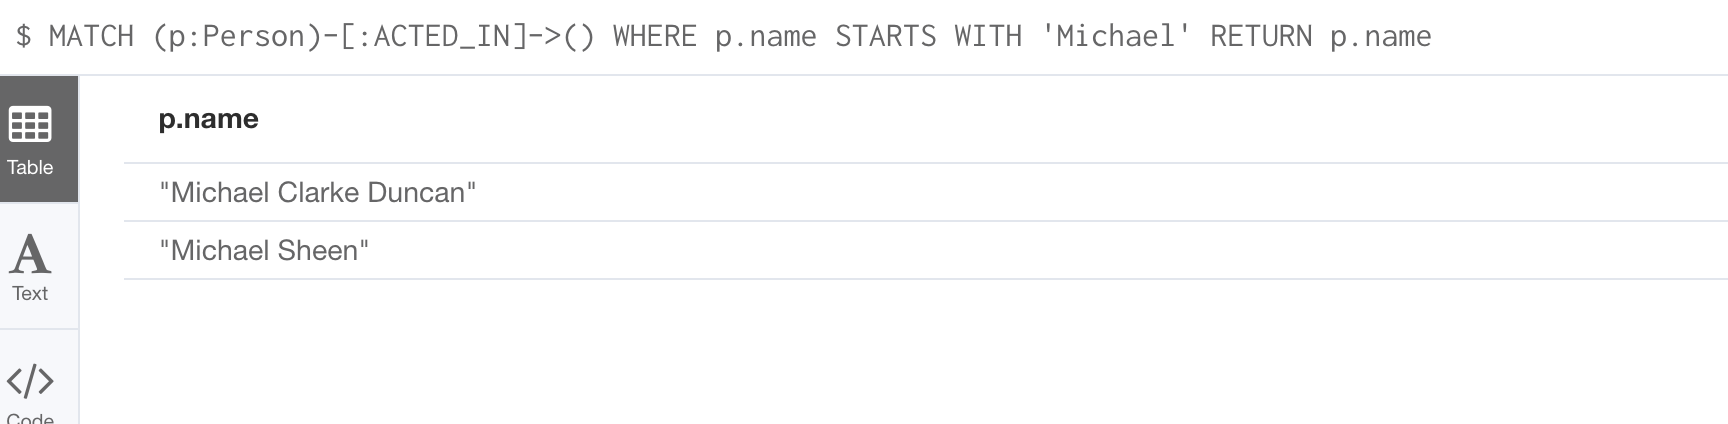 $ MATCH (p:Person)-[:ACTED_IN]->() WHERE p.name STARTS WITH 'Michael' RETURN p.name
p.name
Table
"Michael Clarke Duncan"
"Michael Sheen"
A
Text
</>
Code